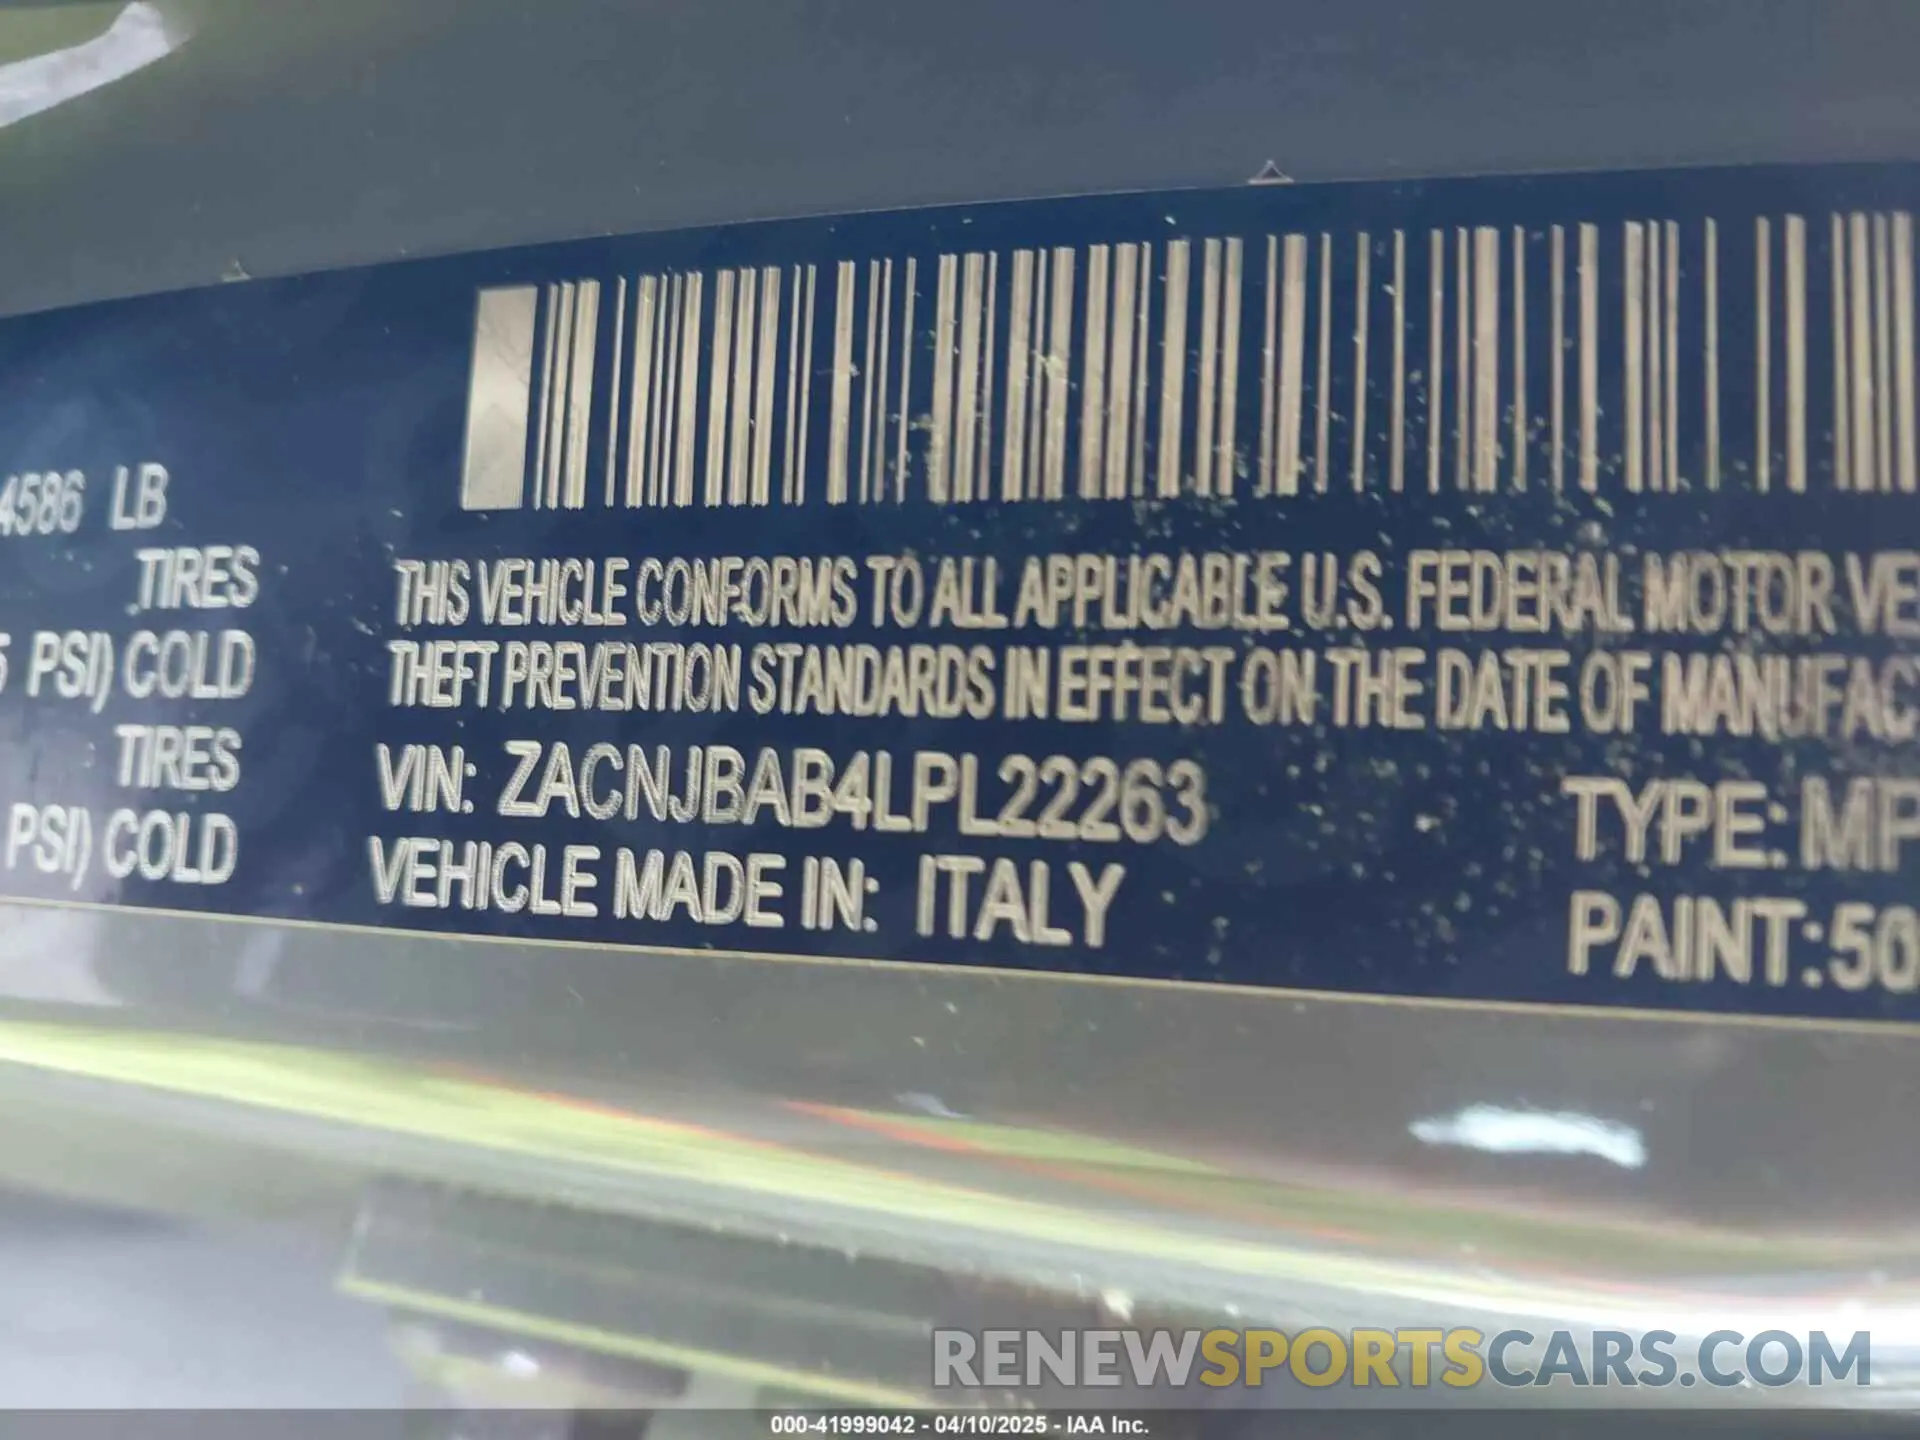 4586 LB
TIRES
5 PSI) COLD
TIRES
PSI) COLD
THIS VEHICLE CONFORMS TO ALL APPLICABLE U.S. FEDERAL MOTOR VE
THEFT PREVENTION STANDARDS IN EFFECT ON THE DATE OF MANUFAC
VIN: ZACNJBAB4LPL22263
TYPE: MP
VEHICLE MADE IN: ITALY
PAINT: 50
RENEWSPORTSCARS.COM
000-41999042 - 04/10/2025 - IAA Inc.